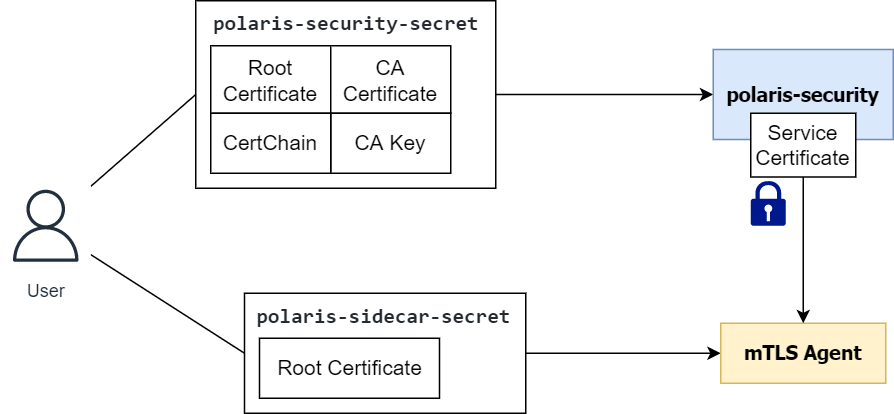 polaris-security-secret
Root
Certificate
CA
Certificate
CertChain
CA Key
polaris-security
Service
Certificate
User
polaris-sidecar-secret
Root Certificate
mTLS Agent